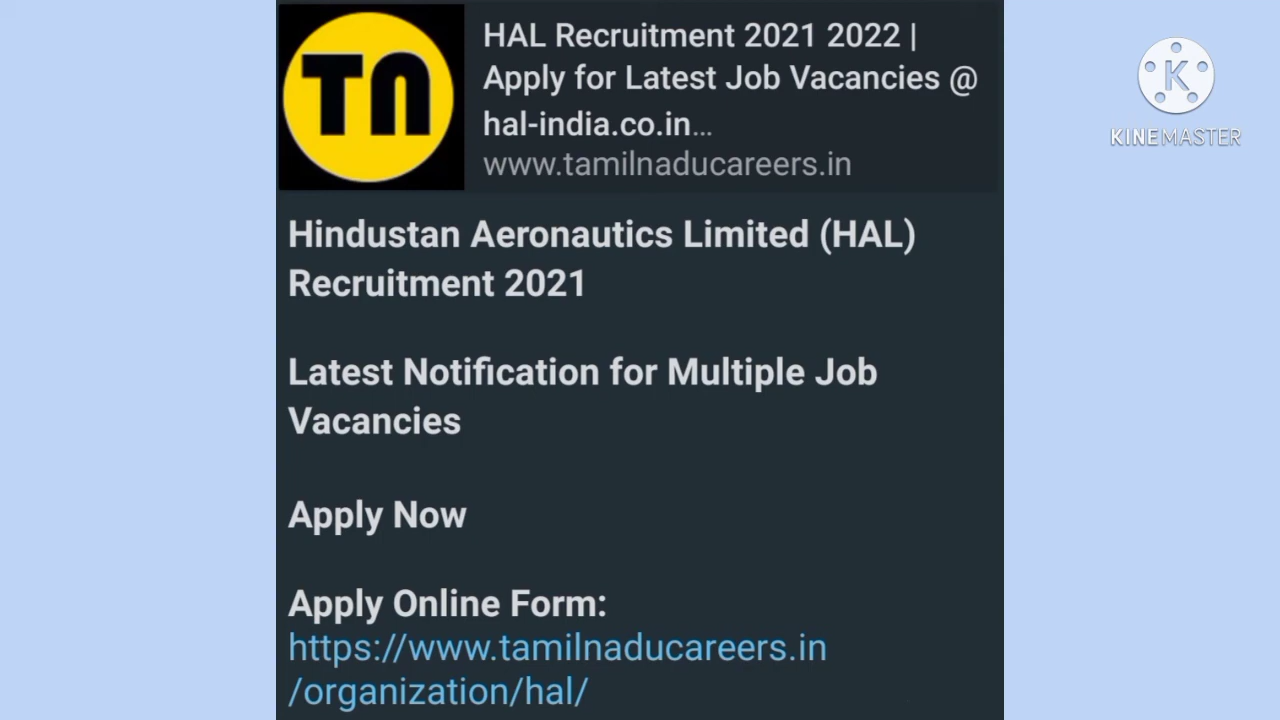 TN
HAL Recruitment 2021 2022 |
Apply for Latest Job Vacancies @
hal-india.co.in...
www.tamilnaducareers.in
K
KINEMASTER
Hindustan Aeronautics Limited (HAL)
Recruitment 2021
Latest Notification for Multiple Job
Vacancies
Apply Now
Apply Online Form:
https://www.tamilnaducareers.in
/organization/hal/